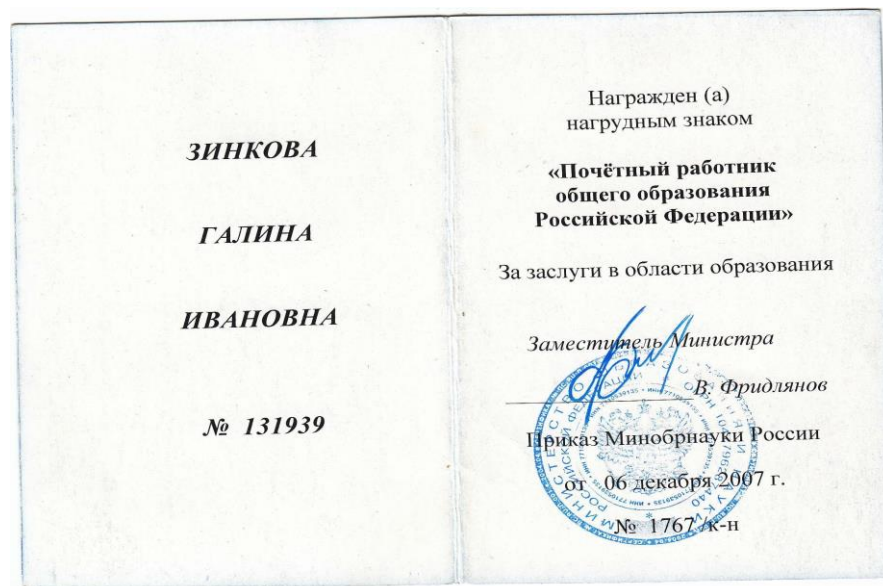 ЗИНКОВА
ГАЛИНА
ИВАНОВНА
№ 131939
Награжден (а)
нагрудным знаком
«Почётный работник
общего образования
Российской Федерации»
За заслуги в области образования
Заместитель Министра
В. Фридлянов
Приказ Минобрнауки России
от 06 декабря 2007 г.
№ 1767 к-н